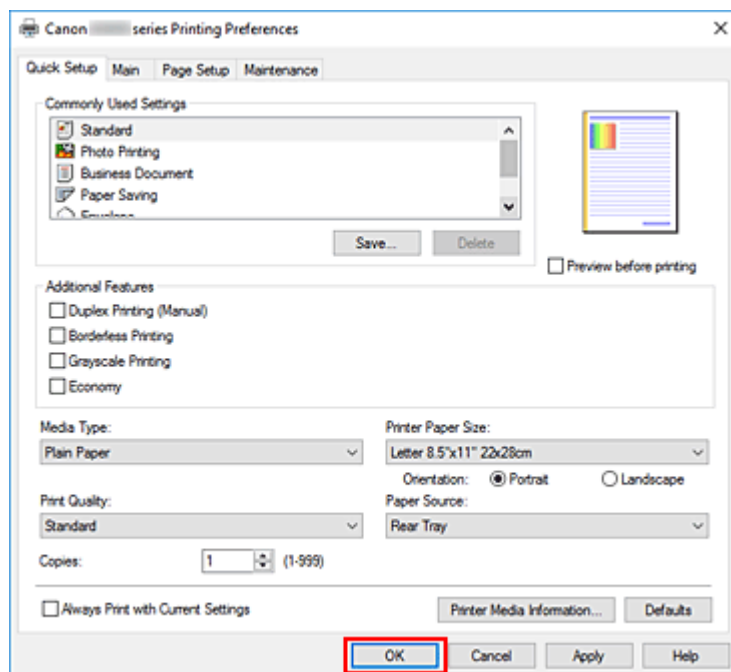 Canon series Printing Preferences
Quick Setup Main Page Setup Maintenance
Commonly Used Settings
Standard
Photo Printing
Business Document
Paper Saving
Save... Delete
Preview before printing
Additional Features
Duplex Printing (Manual)
Borderless Printing
Grayscale Printing
Economy
Media Type: Printer Paper Size:
Plain Paper Letter 8.5"x11" 22x28cm
Orientation: Portrait Landscape
Print Quality: Paper Source:
Standard Rear Tray
Copies: 1 (1-999)
Always Print with Current Settings Printer Media Information... Defaults
OK Cancel Apply Help